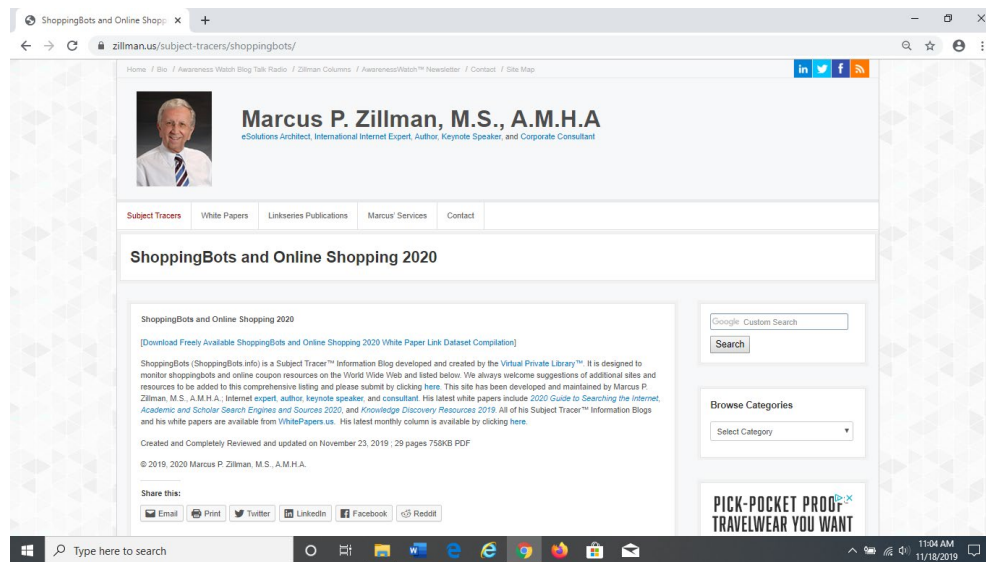 ShoppingBots and Online Shopp
zillman.us/subject-tracers/shoppingbots/
Home / Bio / Awareness Watch Blog Talk Radio / Zillman Columns / AwarenessWatch™ Newsletter / Contact / Site Map
in f
Marcus P. Zillman, M.S., A.M.H.A
eSolutions Architect, International Internet Expert, Author, Keynote Speaker, and Corporate Consultant
Subject Tracers White Papers Linkseries Publications Marcus' Services Contact
ShoppingBots and Online Shopping 2020
ShoppingBots and Online Shopping 2020
[Download Freely Available ShoppingBots and Online Shopping 2020 White Paper Link Dataset Compilation]
ShoppingBots (ShoppingBots.info) is a Subject Tracer™ Information Blog developed and created by the Virtual Private Library™. It is designed to
monitor shoppingbots and online coupon resources on the World Wide Web and listed below. We always welcome suggestions of additional sites and
resources to be added to this comprehensive listing and please submit by clicking here. This site has been developed and maintained by Marcus P.
Zillman, M.S., A.M.H.A.; Internet expert, author, keynote speaker, and consultant. His latest white papers include 2020 Guide to Searching the Internet,
Academic and Scholar Search Engines and Sources 2020, and Knowledge Discovery Resources 2019. All of his Subject Tracer™ Information Blogs
and his white papers are available from WhitePapers.us. His latest monthly column is available by clicking here.
Created and Completely Reviewed and updated on November 23, 2019 ; 29 pages 758KB PDF
© 2019, 2020 Marcus P. Zillman, M.S., A.M.H.A.
Share this:
Email Print Twitter LinkedIn Facebook Reddit
Google Custom Search
Search
Browse Categories
Select Category
PICK-POCKET PROOF
TRAVELWEAR YOU WANT
Type here to search
11:04 AM
11/18/2019